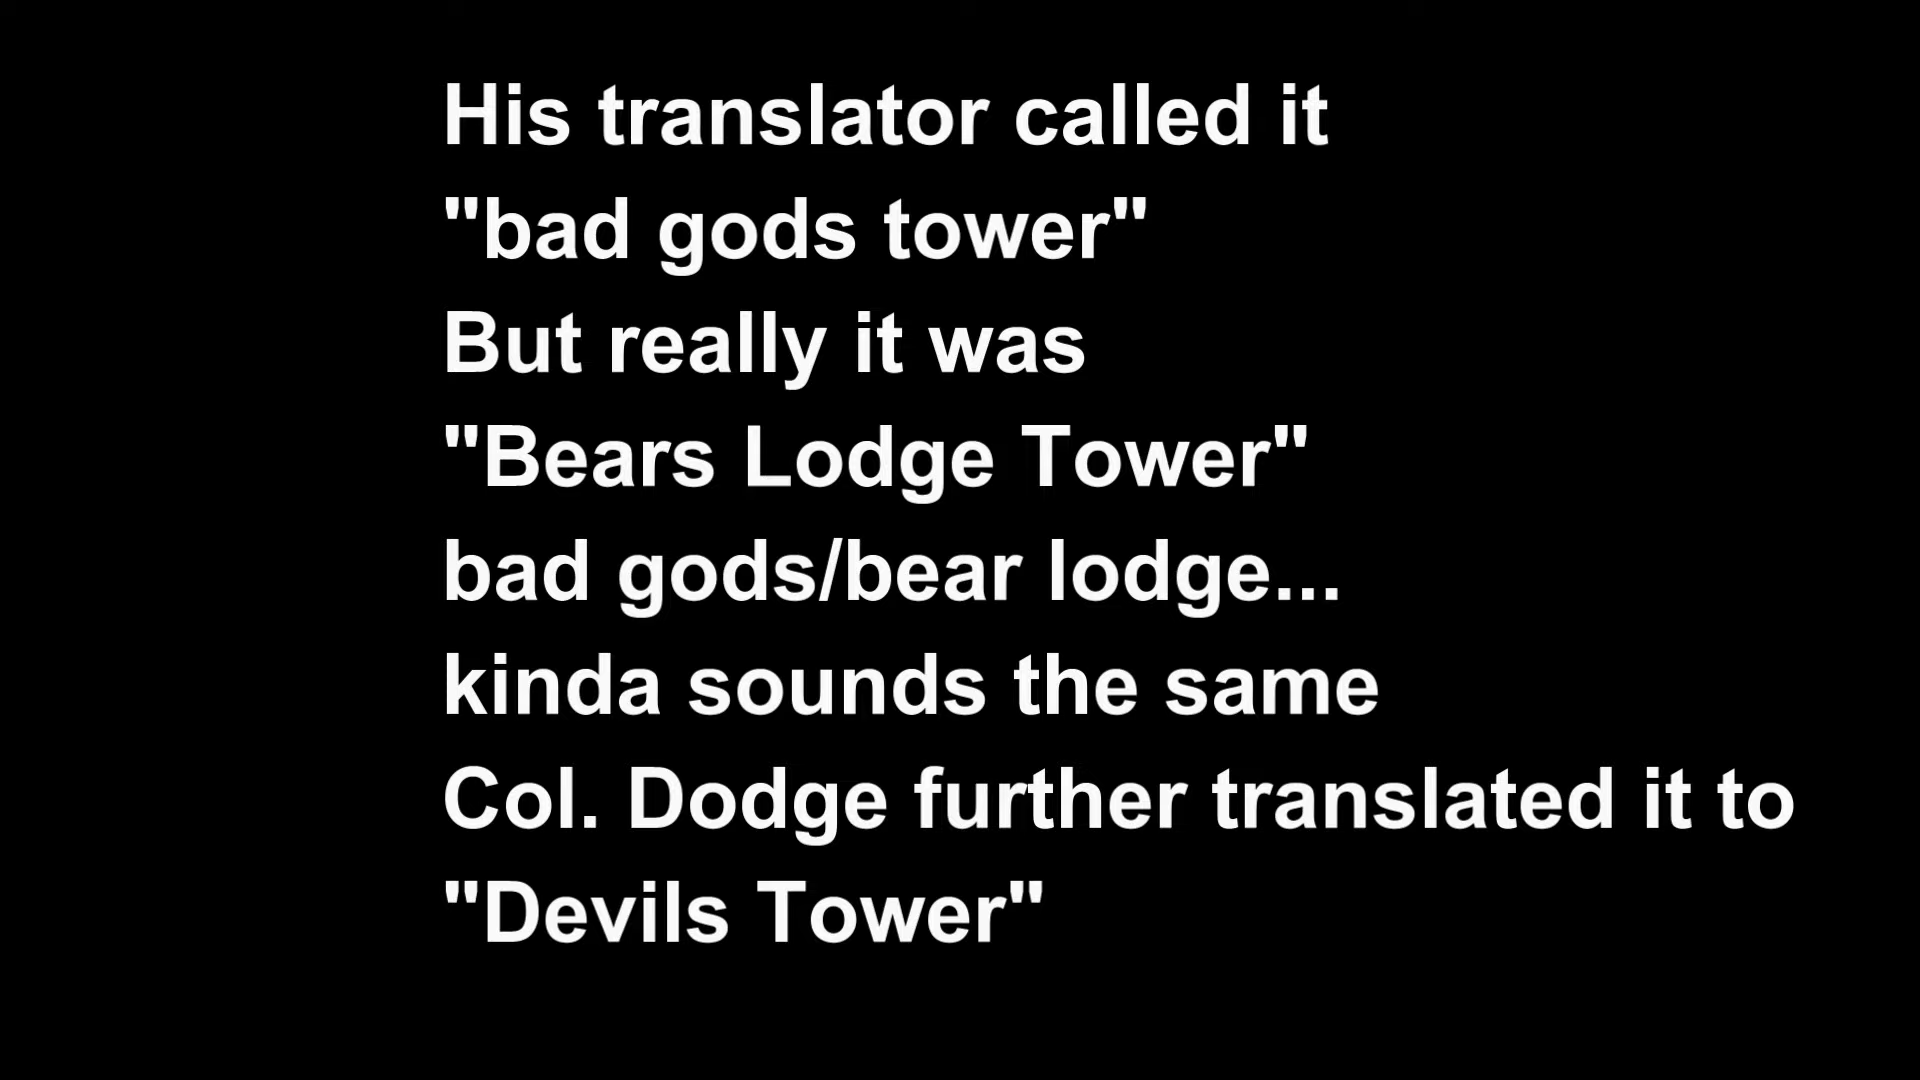 His translator called it
"bad gods tower"
But really it was
"Bears Lodge Tower"
bad gods/bear lodge...
kinda sounds the same
Col. Dodge further translated it to
"Devils Tower"